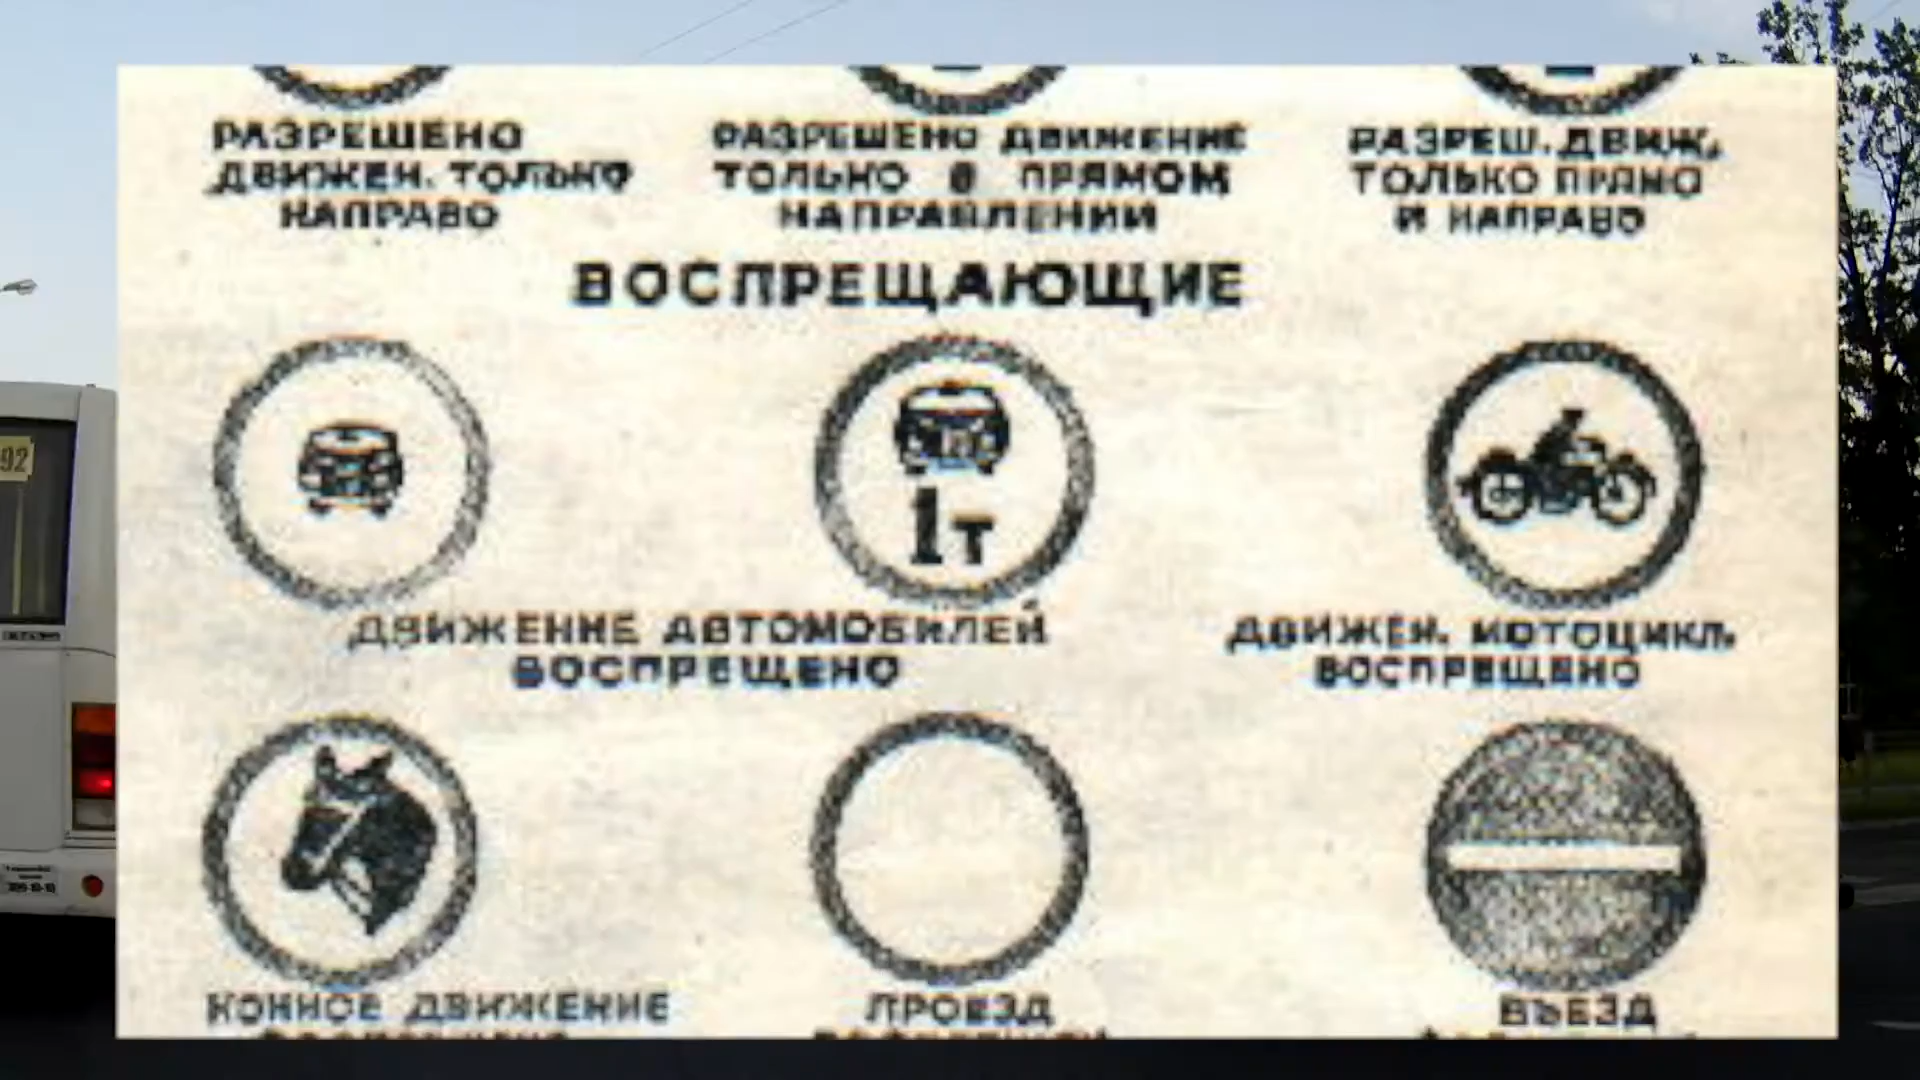 РАЗРЕШЕНО
ДВИЖЕН. ТОЛЬКО
НАПРАВО
РАЗРЕШЕНО ДВИЖЕНИЕ
ТОЛЬКО В ПРЯМОМ
НАПРАВЛЕНИИ
РАЗРЕШ. ДВИЖ.
ТОЛЬКО ПРЯМО
И НАПРАВО
ВОСПРЕЩАЮЩИЕ
1т
ДВИЖЕНИЕ АВТОМОБИЛЕЙ
ВОСПРЕЩЕНО
ДВИЖЕН. МОТОЦИКЛ.
ВОСПРЕЩЕНО
КОННОЕ ДВИЖЕНИЕ
ПРОЕЗД
ВЪЕЗД
92